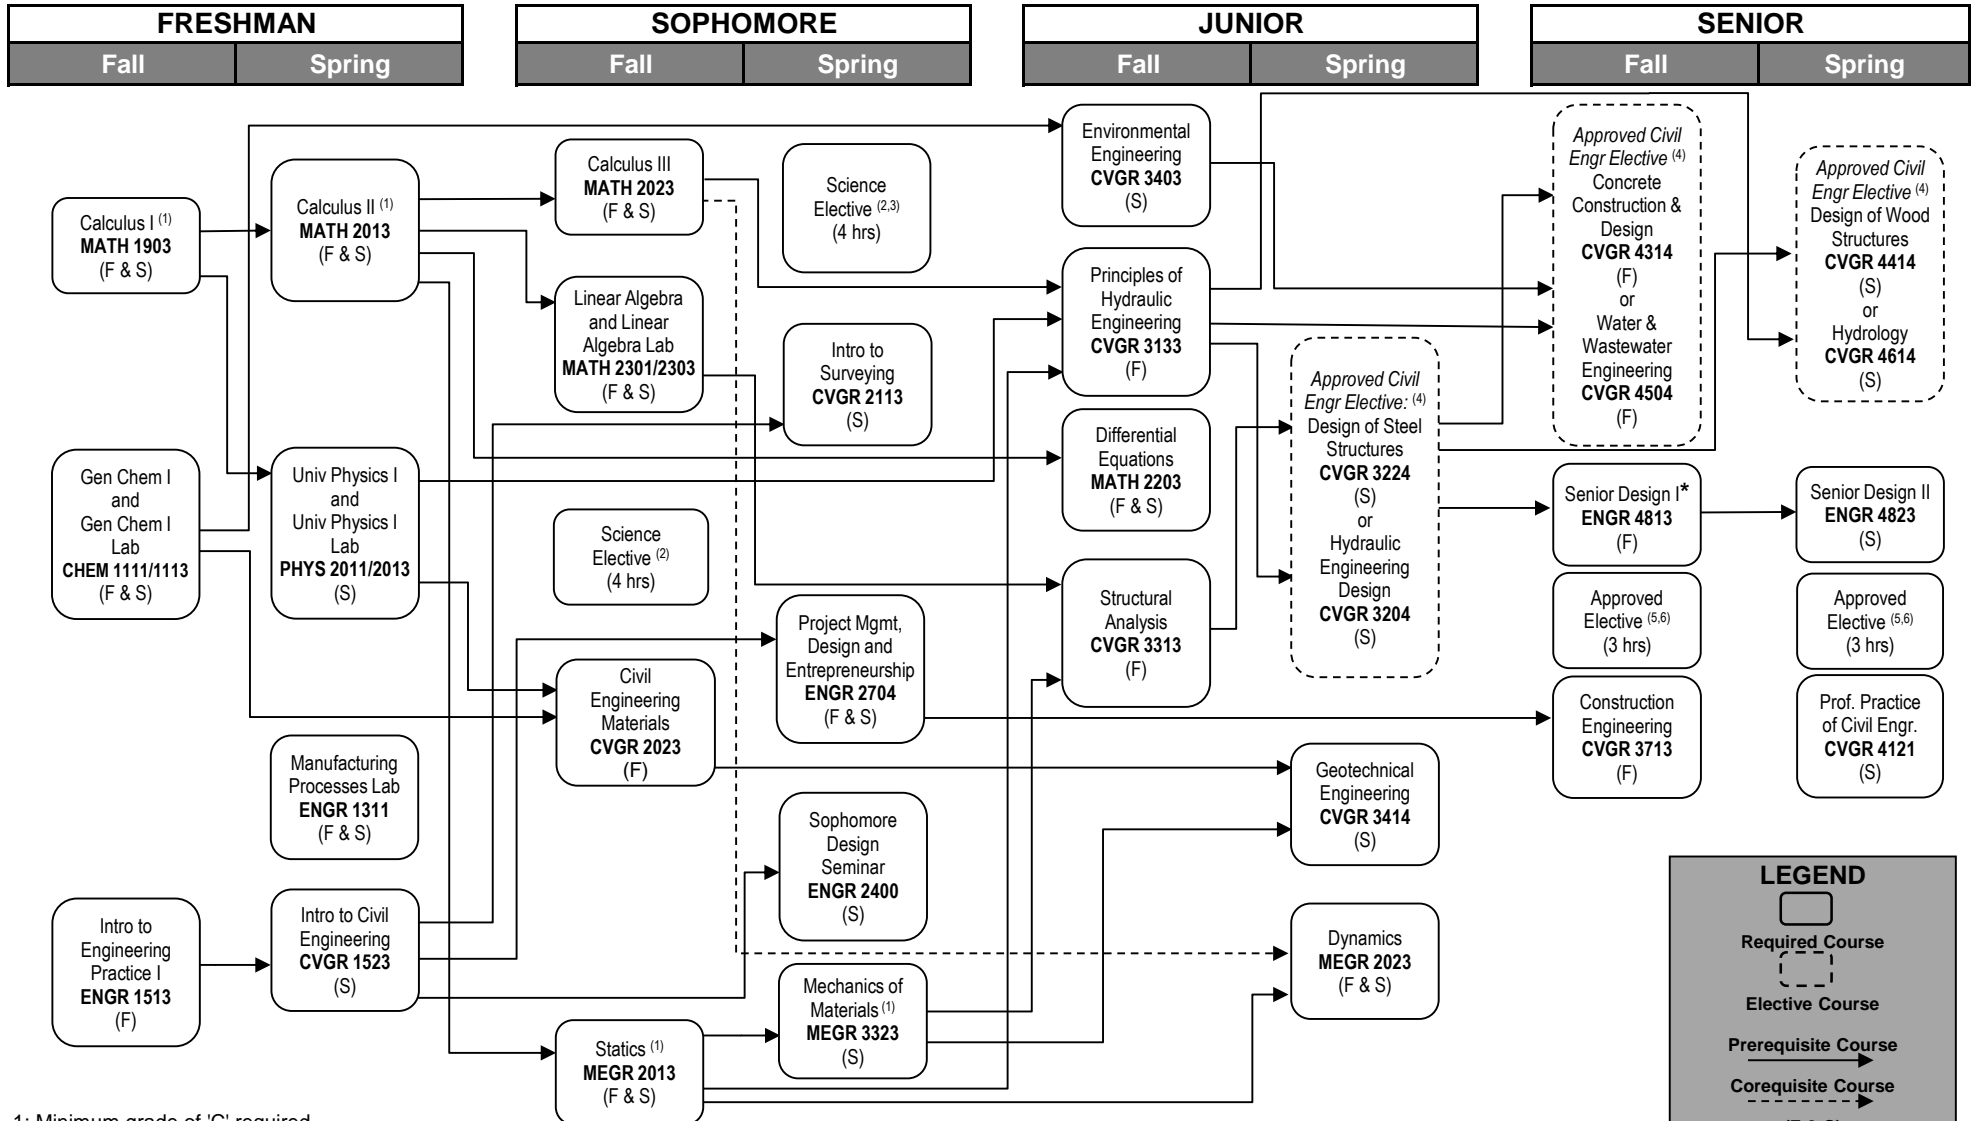 FRESHMAN
Fall
Spring
SOPHOMORE
Fall
Spring
JUNIOR
Fall
Spring
SENIOR
Fall
Spring
Calculus I (1)
MATH 1903
(F & S)
Gen Chem I
and
Gen Chem I
Lab
CHEM 1111/1113
(F & S)
Intro to
Engineering
Practice I
ENGR 1513
(F)
Calculus II (1)
MATH 2013
(F & S)
Univ Physics I
and
Univ Physics I
Lab
PHYS 2011/2013
(S)
Manufacturing
Processes Lab
ENGR 1311
(F & S)
Intro to Civil
Engineering
CVGR 1523
(S)
Calculus III
MATH 2023
(F & S)
Linear Algebra
and Linear
Algebra Lab
MATH 2301/2303
(F & S)
Science
Elective (2)
(4 hrs)
Civil
Engineering
Materials
CVGR 2023
(F)
Statics (1)
MEGR 2013
(F & S)
Science
Elective (2,3)
(4 hrs)
Intro to
Surveying
CVGR 2113
(S)
Project Mgmt,
Design and
Entrepreneurship
ENGR 2704
(F & S)
Sophomore
Design
Seminar
ENGR 2400
(S)
Mechanics of
Materials (1)
MEGR 3323
(S)
Environmental
Engineering
CVGR 3403
(S)
Principles of
Hydraulic
Engineering
CVGR 3133
(F)
Differential
Equations
MATH 2203
(F & S)
Structural
Analysis
CVGR 3313
(F)
Approved Civil
Engr Elective: (4)
Design of Steel
Structures
CVGR 3224
(S)
or
Hydraulic
Engineering
Design
CVGR 3204
(S)
Geotechnical
Engineering
CVGR 3414
(S)
Dynamics
MEGR 2023
(F & S)
Approved Civil
Engr Elective (4)
Concrete
Construction &
Design
CVGR 4314
(F)
or
Water &
Wastewater
Engineering
CVGR 4504
(F)
Senior Design I*
ENGR 4813
(F)
Approved
Elective (5,6)
(3 hrs)
Construction
Engineering
CVGR 3713
(F)
Approved Civil
Engr Elective (4)
Design of Wood
Structures
CVGR 4414
(S)
or
Hydrology
CVGR 4614
(S)
Senior Design II
ENGR 4823
(S)
Approved
Elective (5,6)
(3 hrs)
Prof. Practice
of Civil Engr.
CVGR 4121
(S)
LEGEND
Required Course
Elective Course
Prerequisite Course
Corequisite Course
1: Minimum grade of 'C' required